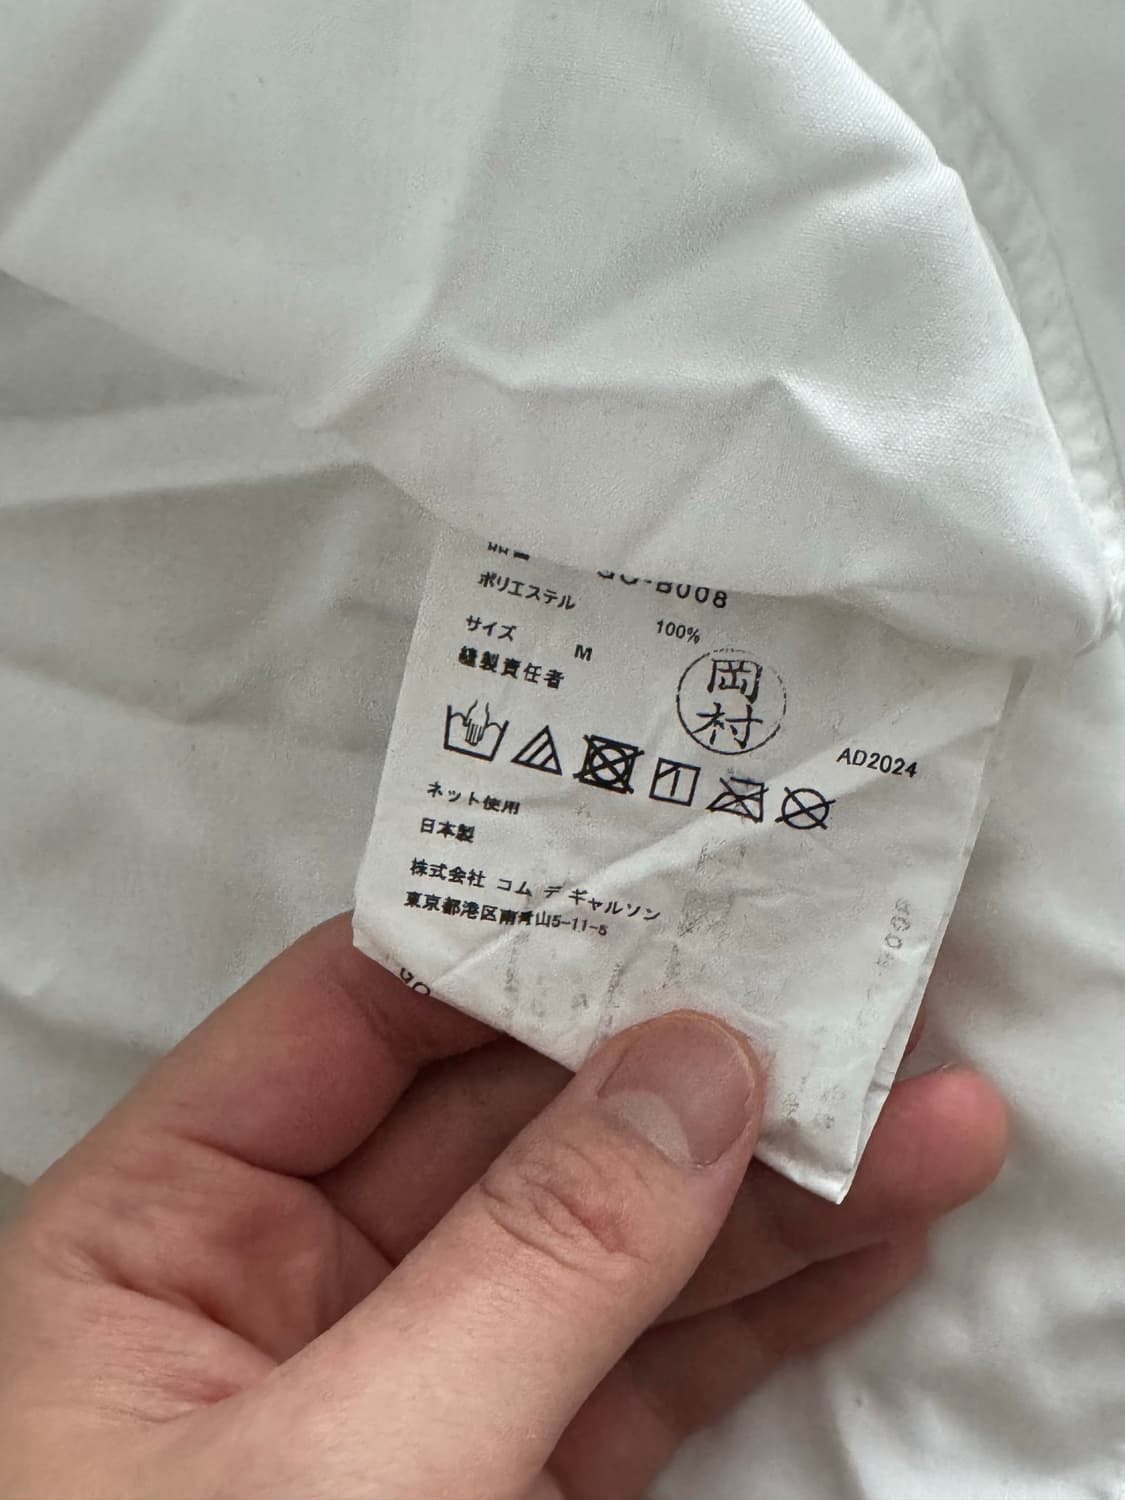 B008
ポリエステル 100%
サイズ M
縫製責任者
岡村
AD2024
ネット使用
日本製
株式会社 コム デ ギャルソン
東京都港区南青山5-11-5